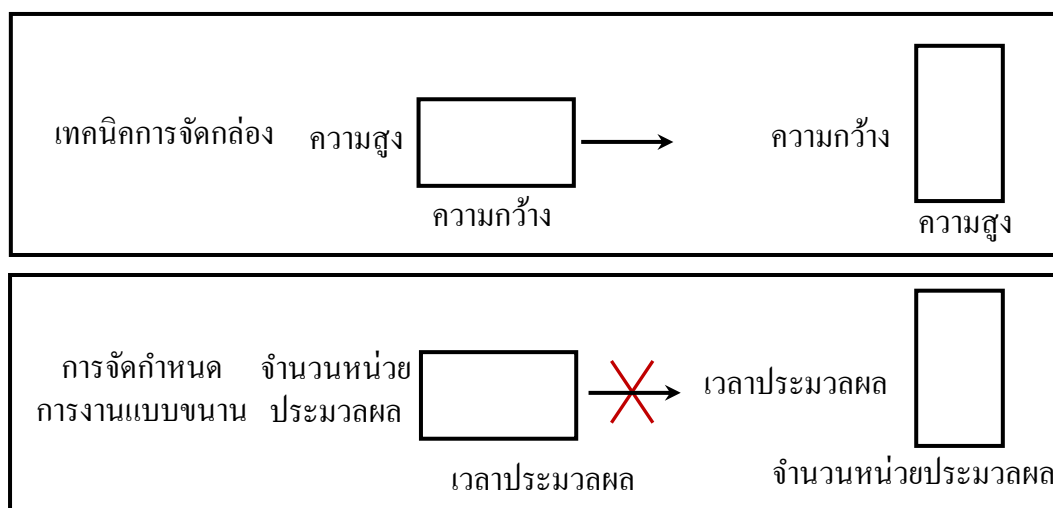 เทคนิคการจัดกล่อง
ความสูง
ความกว้าง
ความกว้าง
ความสูง
การจัดกำหนด
การงานแบบขนาน
จำนวนหน่วย
ประมวลผล
เวลาประมวลผล
เวลาประมวลผล
จำนวนหน่วยประมวลผล